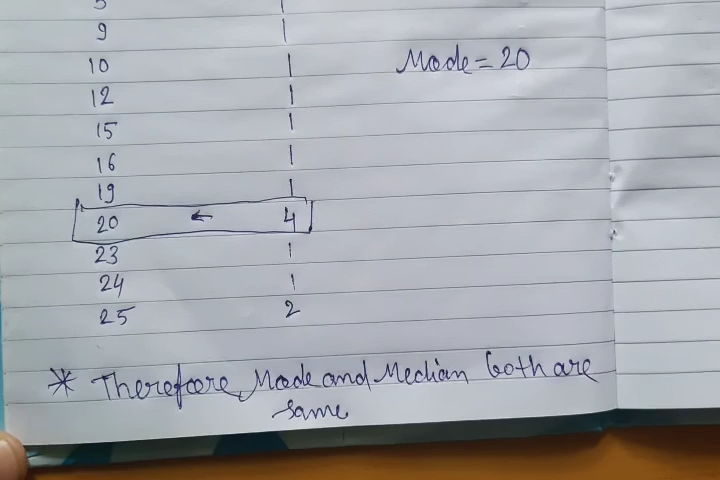 9 1
10 1 Mode = 20
12 1
15 1
16 1
19 1
20 ← 4
23 1
24 1
25 2
* Therefore, Mode and Median both are
same